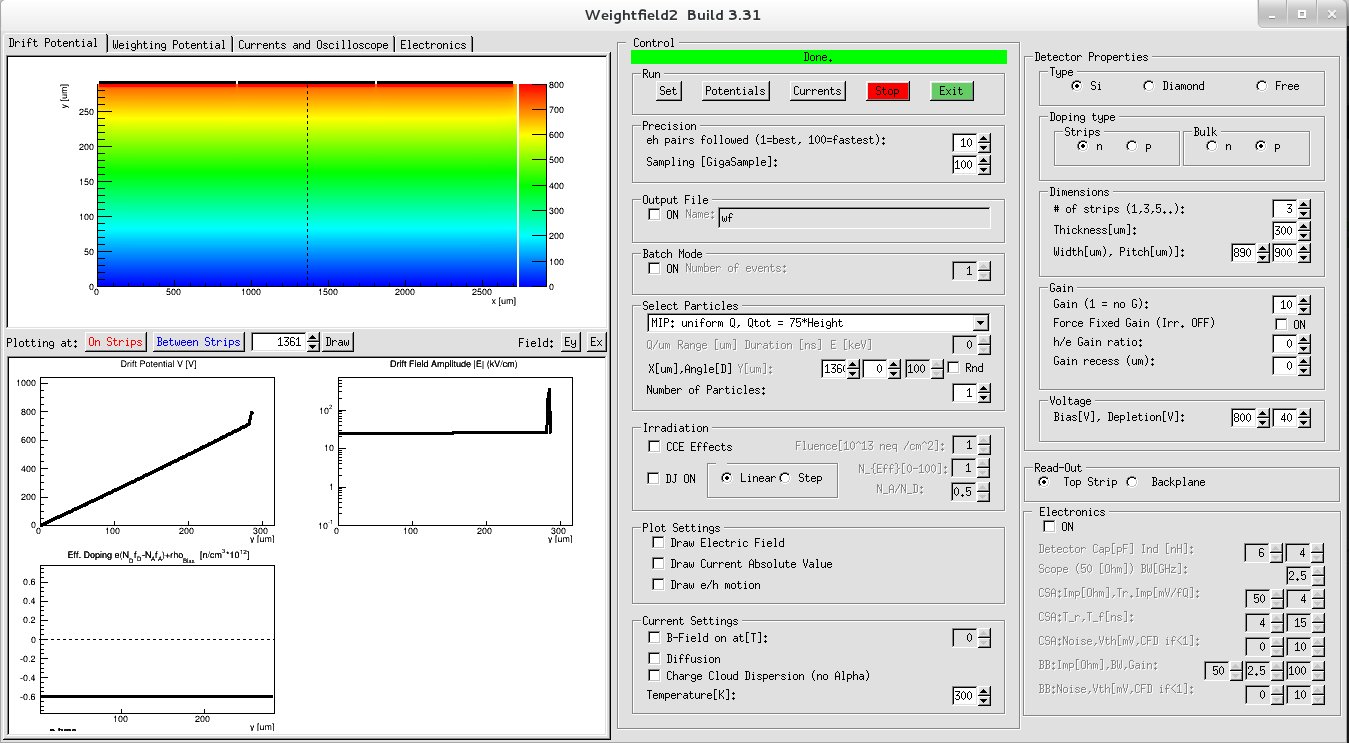 Weightfield2 Build 3.31
Drift Potential
Weighting Potential
Currents and Oscilloscope
Electronics
y [um]
250
200
150
100
50
0
0
500
1000
1500
2000
2500
x [um]
800
700
600
500
400
300
200
100
0
Plotting at:
On Strips
Between Strips
1361
Draw
Field:
Ey
Ex
Drift Potential V [V]
1000
800
600
400
200
0
0
100
200
300
y [um]
Drift Field Amplitude |E| (kV/cm)
10²
10
1
10⁻¹
0
100
200
300
y [um]
Eff. Doping e(N_D f_D-N_A f_A)+rho_Bias [n/cm³*10¹²]
0.6
0.4
0.2
0
-0.2
-0.4
-0.6
100
200
y [um]
Control
Done.
Run
Set
Potentials
Currents
Stop
Exit
Precision
eh pairs followed (1=best, 100=fastest):
10
Sampling [GigaSample]:
100
Output File
ON Name:
wf
Batch Mode
ON Number of events:
1
Select Particles
MIP: uniform Q, Qtot = 75*Height
Q/um Range [um] Duration [ns] E [keV]
0
X[um],Angle[D] Y[um]:
0
100
Rnd
Number of Particles:
1
Irradiation
CCE Effects
Fluence[10^13 neq /cm^2]:
1
DJ ON
Linear
Step
N_{Eff}[0-100]:
1
N_A/N_D:
0.5
Plot Settings
Draw Electric Field
Draw Current Absolute Value
Draw e/h motion
Current Settings
B-Field on at[T]:
0
Diffusion
Charge Cloud Dispersion (no Alpha)
Temperature[K]:
300
Detector Properties
Type
Si
Diamond
Free
Doping type
Strips
n
p
Bulk
n
p
Dimensions
# of strips (1,3,5..):
3
Thickness[um]:
300
Width(um), Pitch(um)]:
890
900
Gain
Gain (1 = no G):
10
Force Fixed Gain (Irr. OFF)
ON
h/e Gain ratio:
0
Gain recess (um):
0
Voltage
Bias[V], Depletion[V]:
800
40
Read-Out
Top Strip
Backplane
Electronics
ON
Detector Cap[pF] Ind [nH]:
6
4
Scope (50 [Ohm]) BW[GHz]:
2.5
CSA:Imp[Ohm],Tr.Imp[mV/fQ]:
50
4
CSA:T_r,T_f[ns]:
4
15
CSA:Noise,Vth[mV,CFD if<1]:
0
10
BB:Imp[Ohm],BW,Gain:
50
2.5
100
BB:Noise,Vth[mV,CFD if<1]:
0
10